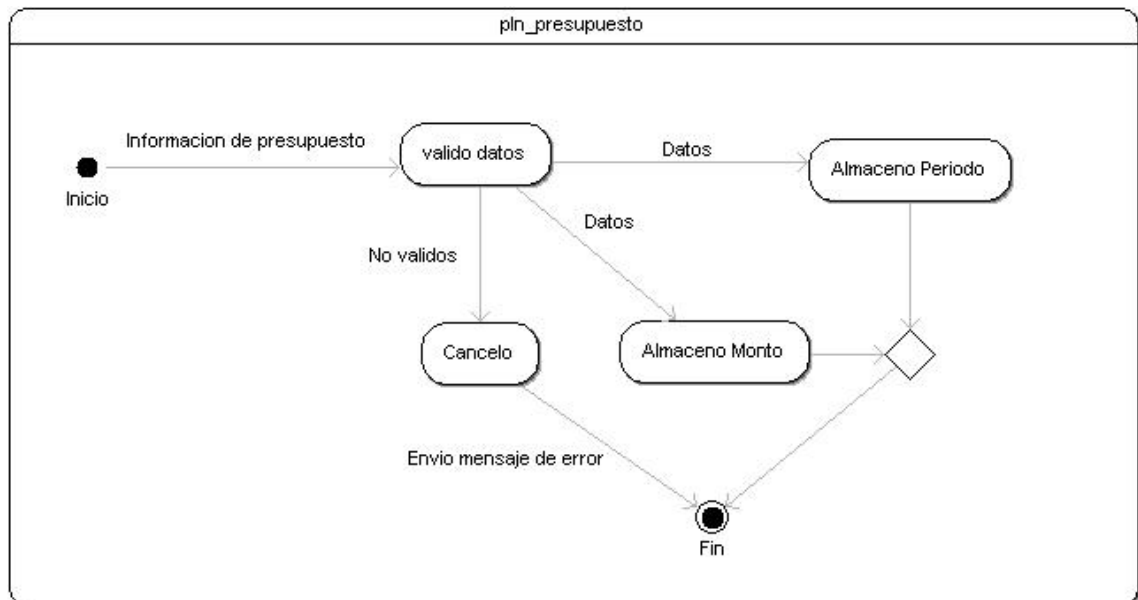 pln_presupuesto
Informacion de presupuesto
valido datos
Datos
Almaceno Periodo
Inicio
Datos
No validos
Cancelo
Almaceno Monto
Envio mensaje de error
Fin